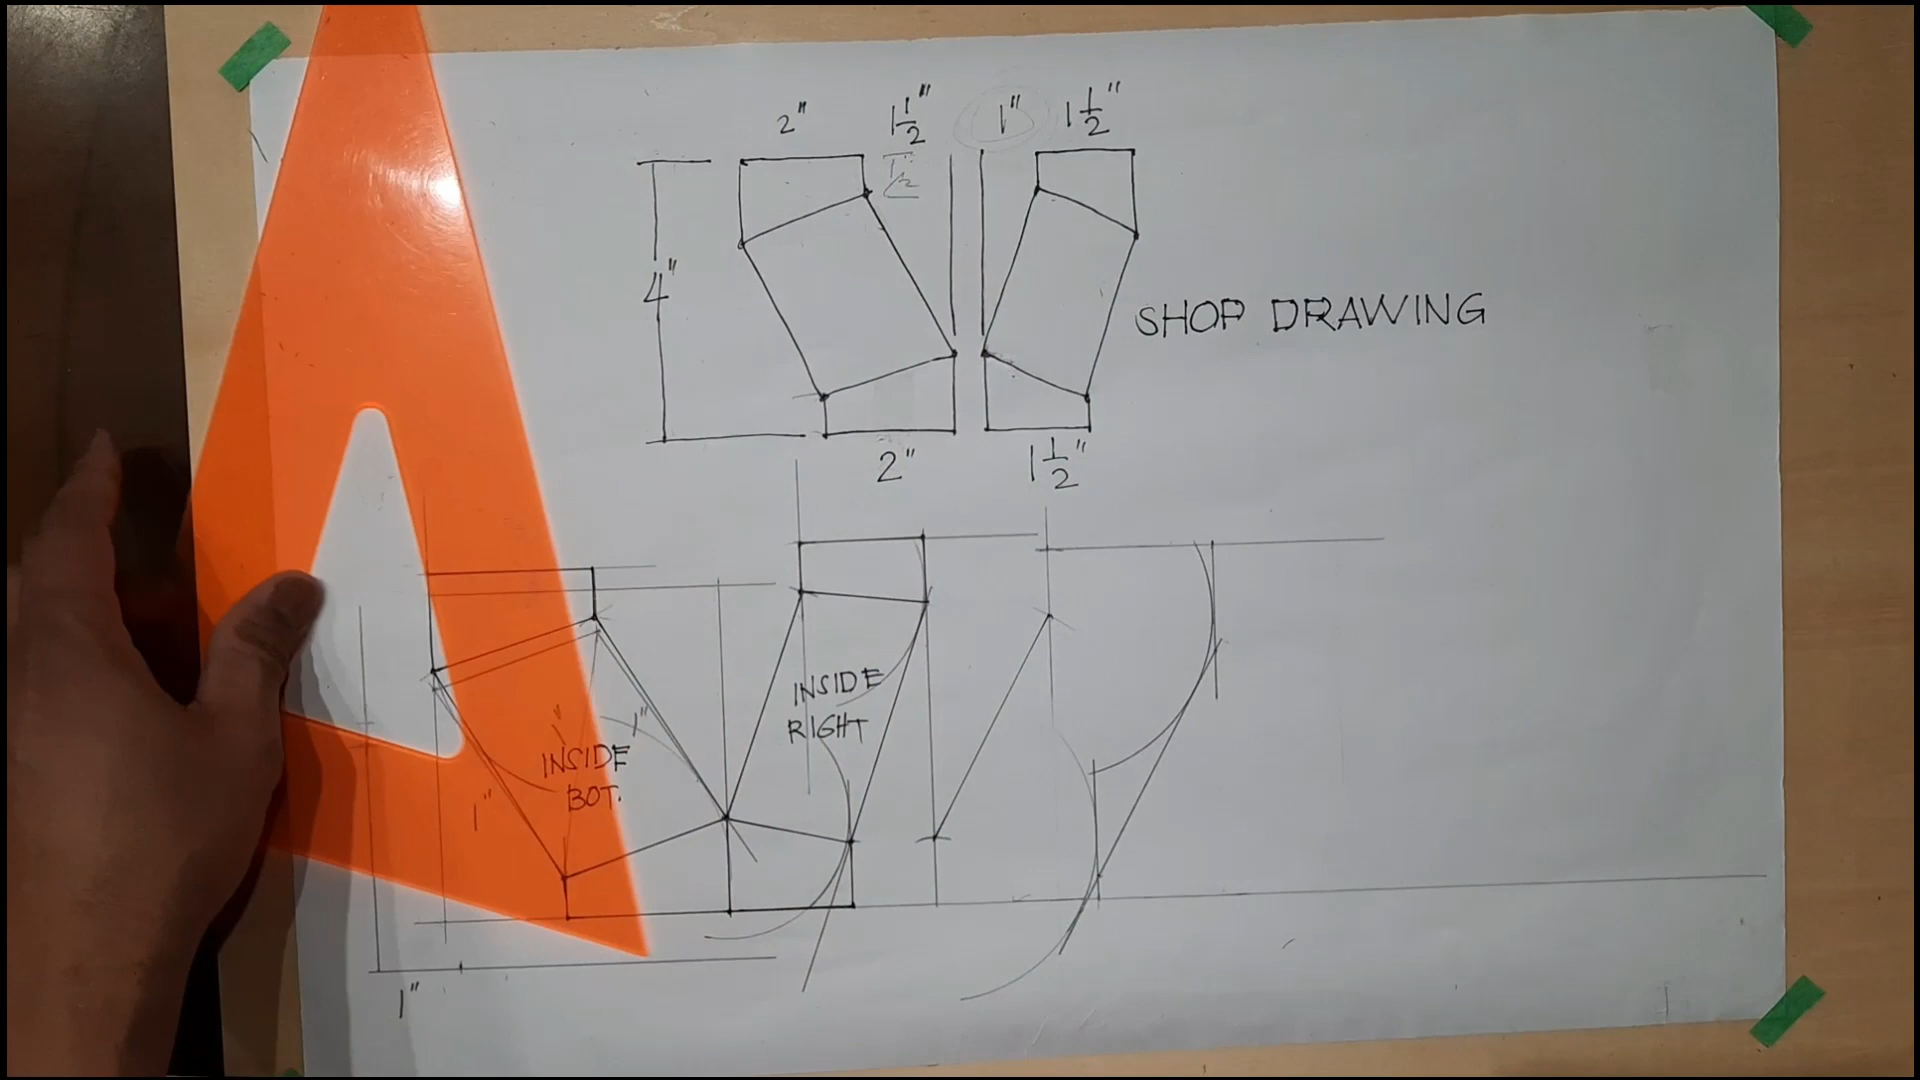 2" 1 1/2" 1" 1 1/2"
4"
SHOP DRAWING
2" 1 1/2"
INSIDE
RIGHT
1"
INSIDE
BOT.
1"
1"